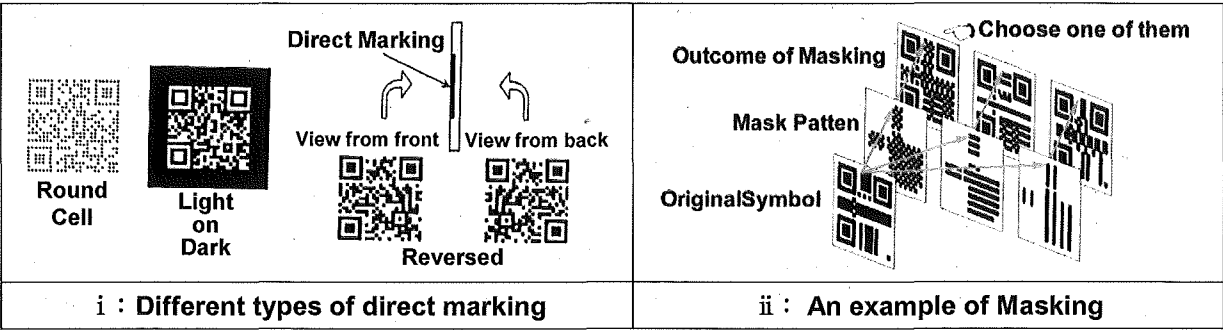 Direct Marking
View from front
View from back
Round
Cell
Light
on
Dark
Reversed
ⅰ： Different types of direct marking
Choose one of them
Outcome of Masking
Mask Patten
OriginalSymbol
ⅱ： An example of Masking